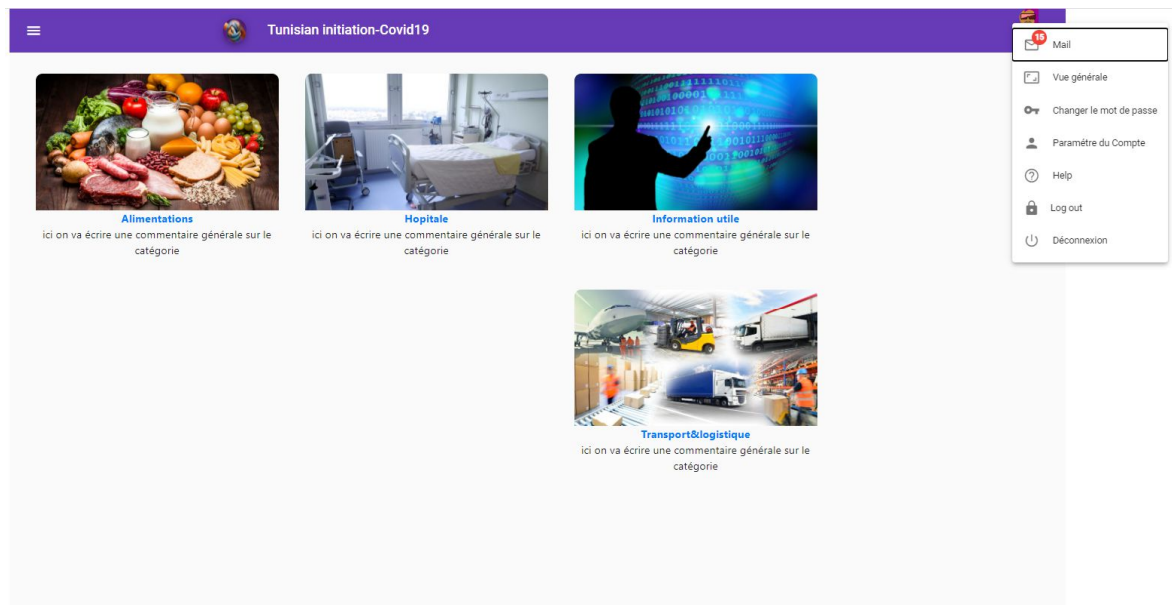 Tunisian initiation-Covid19
15
Mail
Vue générale
Changer le mot de passe
Paramétre du Compte
Help
Log out
Déconnexion
Alimentations
ici on va écrire une commentaire générale sur le
catégorie
Hopitale
ici on va écrire une commentaire générale sur le
catégorie
Information utile
ici on va écrire une commentaire générale sur le
catégorie
Transport&logistique
ici on va écrire une commentaire générale sur le
catégorie